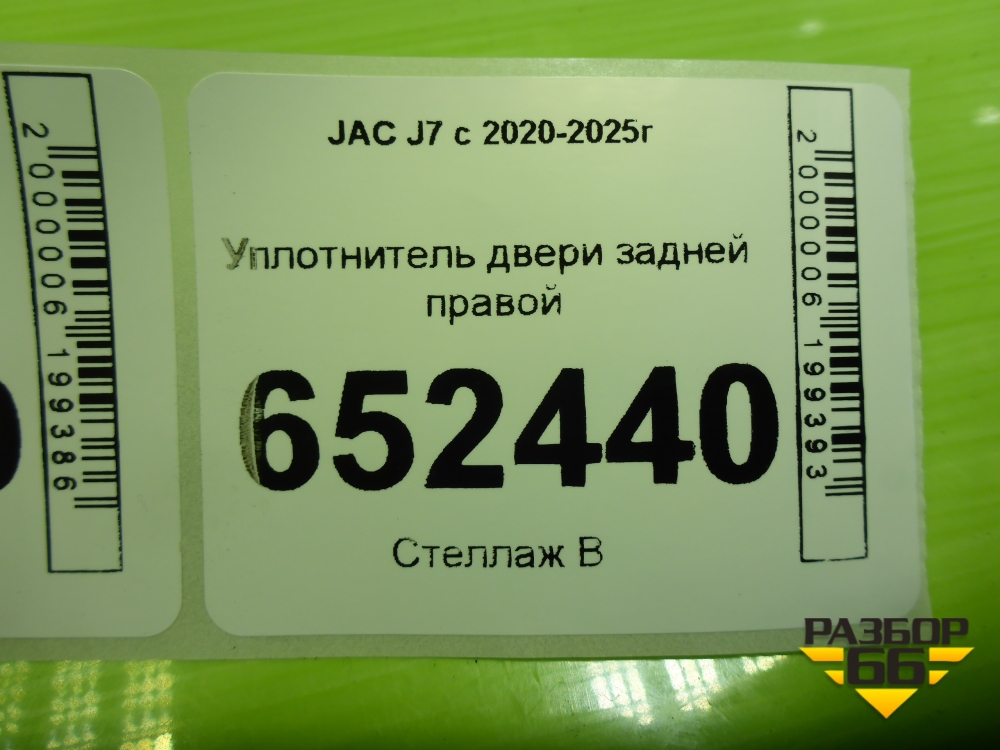 JAC J7 с 2020-2025г
Уплотнитель двери задней
правой
652440
Стеллаж В
2000006199393
2000006199386
РАЗБОР
66